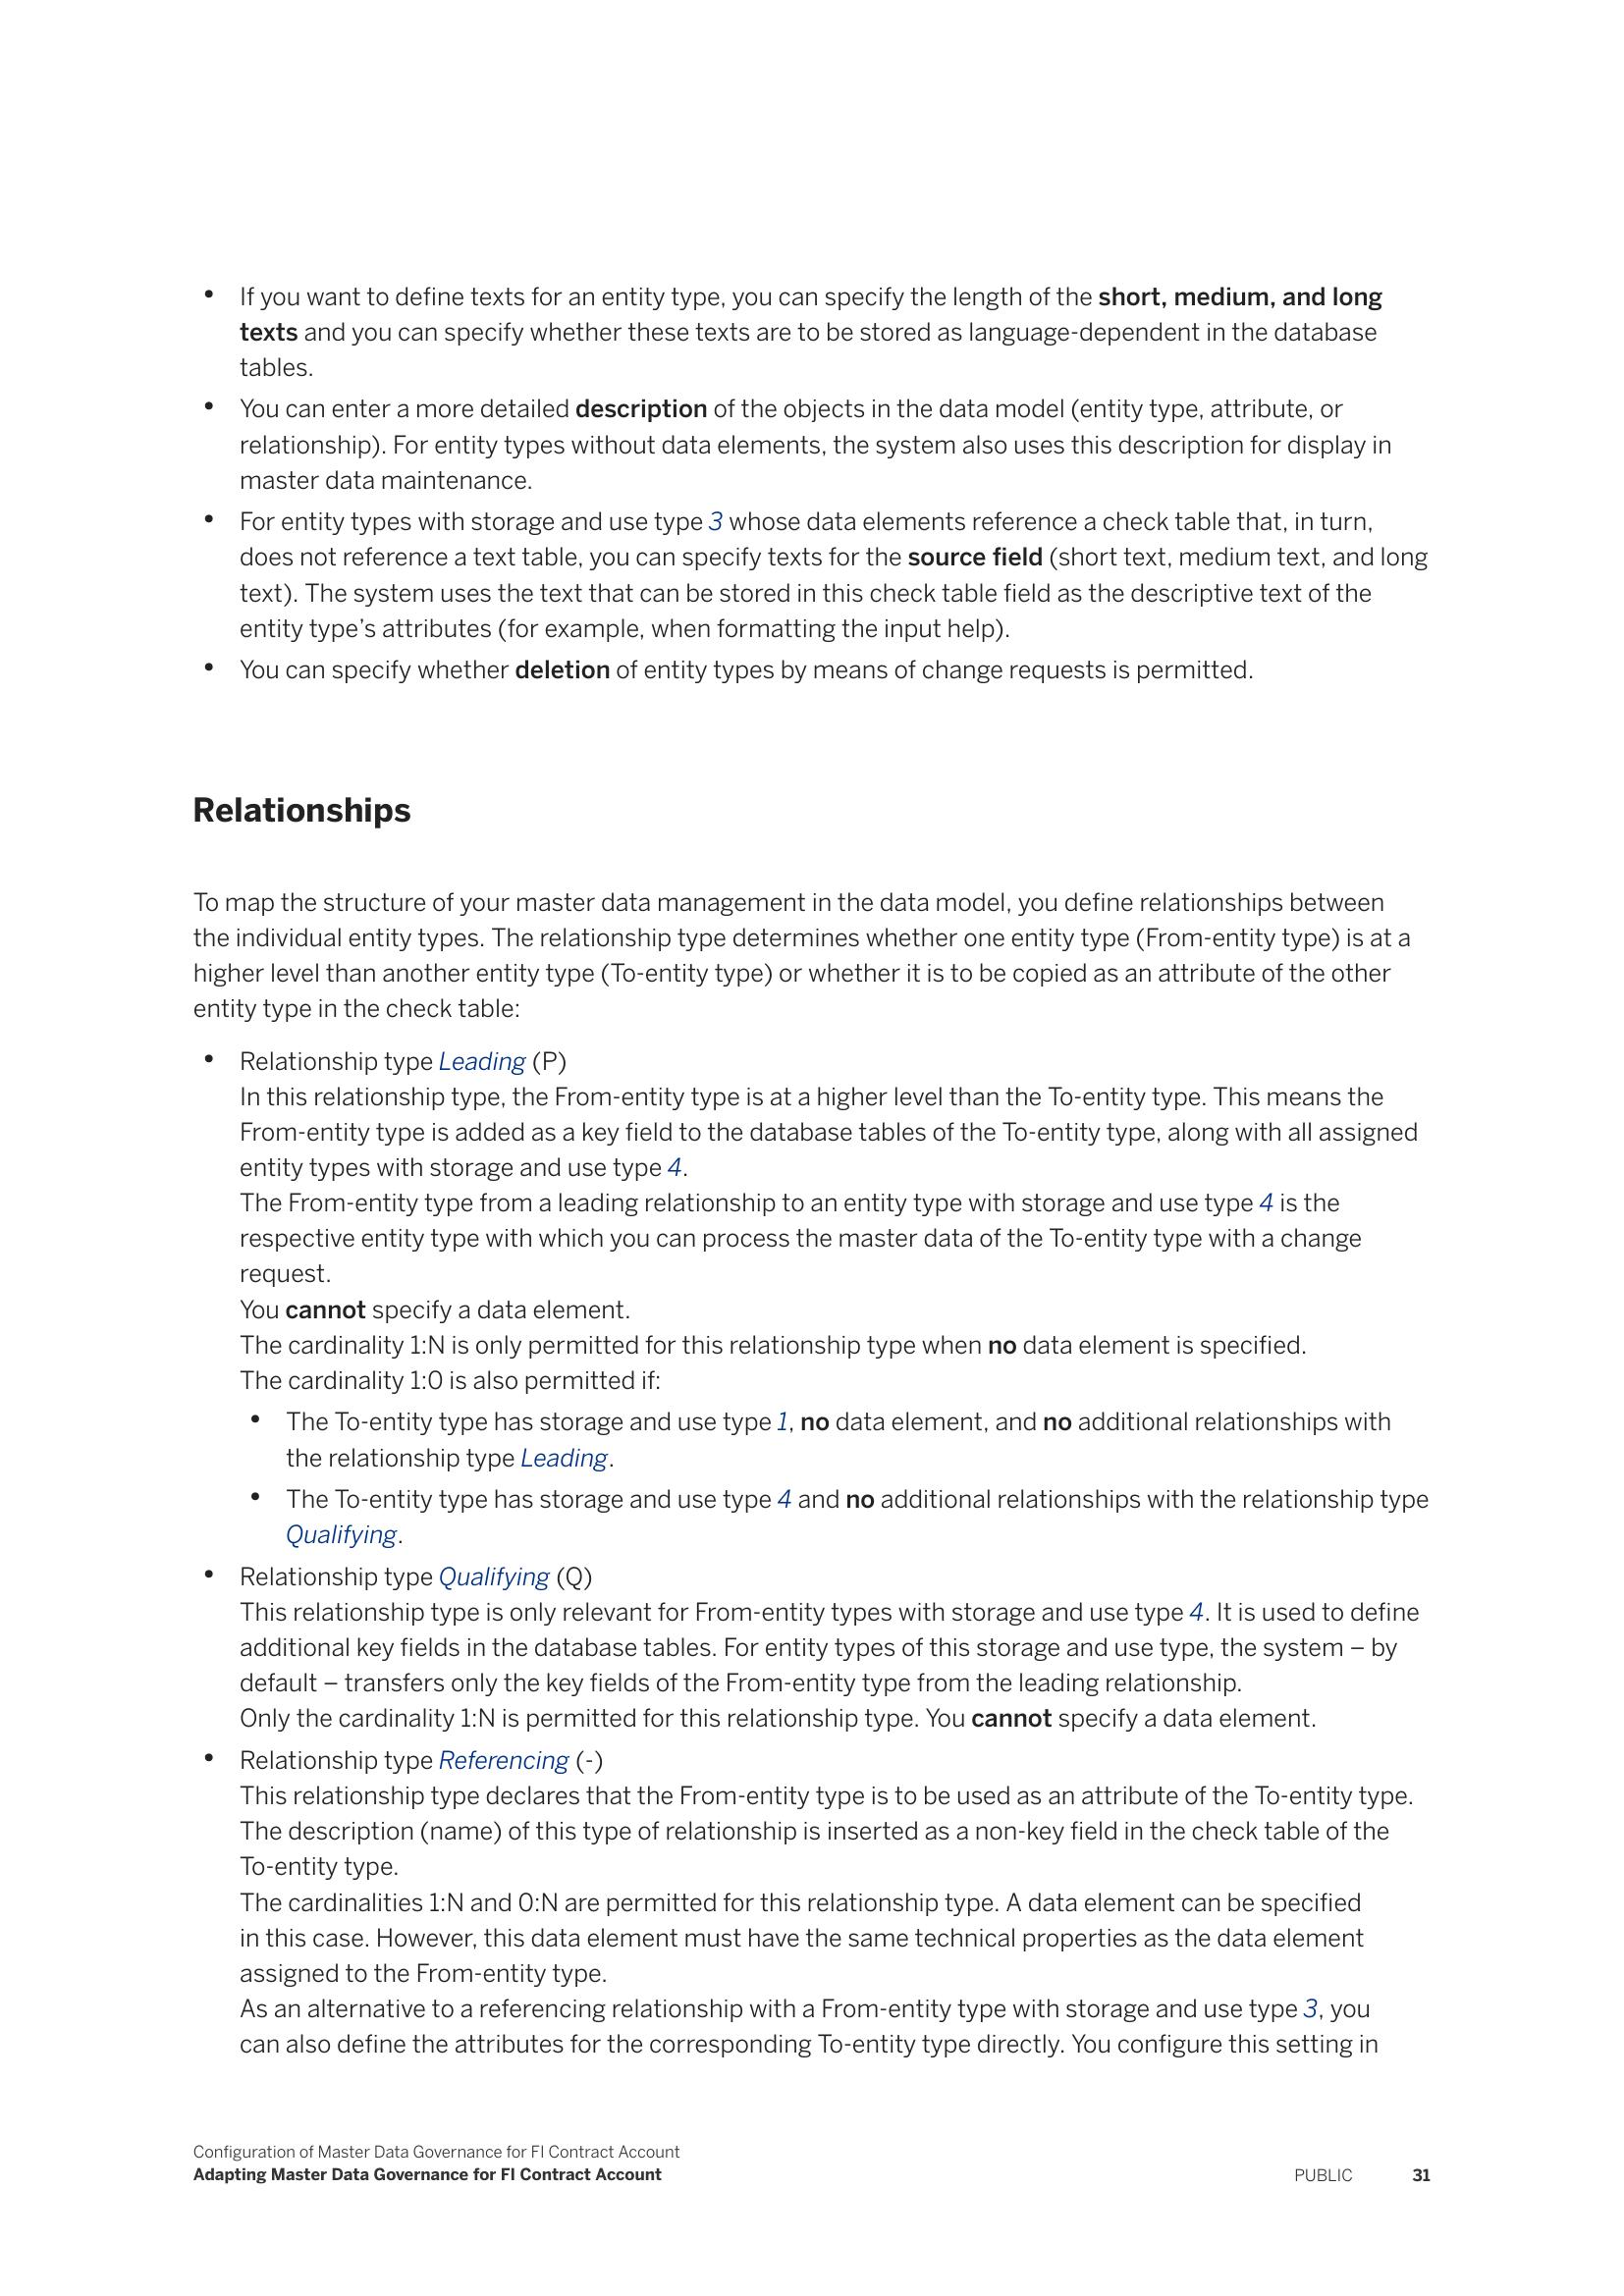 • If you want to define texts for an entity type, you can specify the length of the short, medium, and long
texts and you can specify whether these texts are to be stored as language-dependent in the database
tables.
• You can enter a more detailed description of the objects in the data model (entity type, attribute, or
relationship). For entity types without data elements, the system also uses this description for display in
master data maintenance.
• For entity types with storage and use type 3 whose data elements reference a check table that, in turn,
does not reference a text table, you can specify texts for the source field (short text, medium text, and long
text). The system uses the text that can be stored in this check table field as the descriptive text of the
entity type’s attributes (for example, when formatting the input help).
• You can specify whether deletion of entity types by means of change requests is permitted.
Relationships
To map the structure of your master data management in the data model, you define relationships between
the individual entity types. The relationship type determines whether one entity type (From-entity type) is at a
higher level than another entity type (To-entity type) or whether it is to be copied as an attribute of the other
entity type in the check table:
• Relationship type Leading (P)
In this relationship type, the From-entity type is at a higher level than the To-entity type. This means the
From-entity type is added as a key field to the database tables of the To-entity type, along with all assigned
entity types with storage and use type 4.
The From-entity type from a leading relationship to an entity type with storage and use type 4 is the
respective entity type with which you can process the master data of the To-entity type with a change
request.
You cannot specify a data element.
The cardinality 1:N is only permitted for this relationship type when no data element is specified.
The cardinality 1:0 is also permitted if:
• The To-entity type has storage and use type 1, no data element, and no additional relationships with
the relationship type Leading.
• The To-entity type has storage and use type 4 and no additional relationships with the relationship type
Qualifying.
• Relationship type Qualifying (Q)
This relationship type is only relevant for From-entity types with storage and use type 4. It is used to define
additional key fields in the database tables. For entity types of this storage and use type, the system – by
default – transfers only the key fields of the From-entity type from the leading relationship.
Only the cardinality 1:N is permitted for this relationship type. You cannot specify a data element.
• Relationship type Referencing (-)
This relationship type declares that the From-entity type is to be used as an attribute of the To-entity type.
The description (name) of this type of relationship is inserted as a non-key field in the check table of the
To-entity type.
The cardinalities 1:N and 0:N are permitted for this relationship type. A data element can be specified
in this case. However, this data element must have the same technical properties as the data element
assigned to the From-entity type.
As an alternative to a referencing relationship with a From-entity type with storage and use type 3, you
can also define the attributes for the corresponding To-entity type directly. You configure this setting in
Configuration of Master Data Governance for FI Contract Account
Adapting Master Data Governance for FI Contract Account
PUBLIC 31